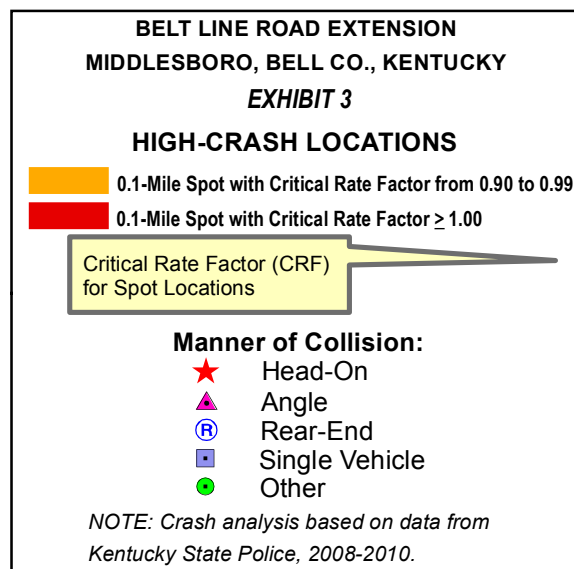 BELT LINE ROAD EXTENSION
MIDDLESBORO, BELL CO., KENTUCKY
EXHIBIT 3
HIGH-CRASH LOCATIONS
0.1-Mile Spot with Critical Rate Factor from 0.90 to 0.99
0.1-Mile Spot with Critical Rate Factor ≥ 1.00
Critical Rate Factor (CRF)
for Spot Locations
Manner of Collision:
Head-On
Angle
R Rear-End
Single Vehicle
Other
NOTE: Crash analysis based on data from
Kentucky State Police, 2008-2010.